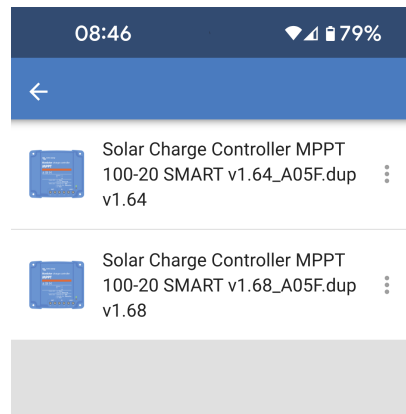 08:46 79%
Solar Charge Controller MPPT
100-20 SMART v1.64_A05F.dup
v1.64
Solar Charge Controller MPPT
100-20 SMART v1.68_A05F.dup
v1.68